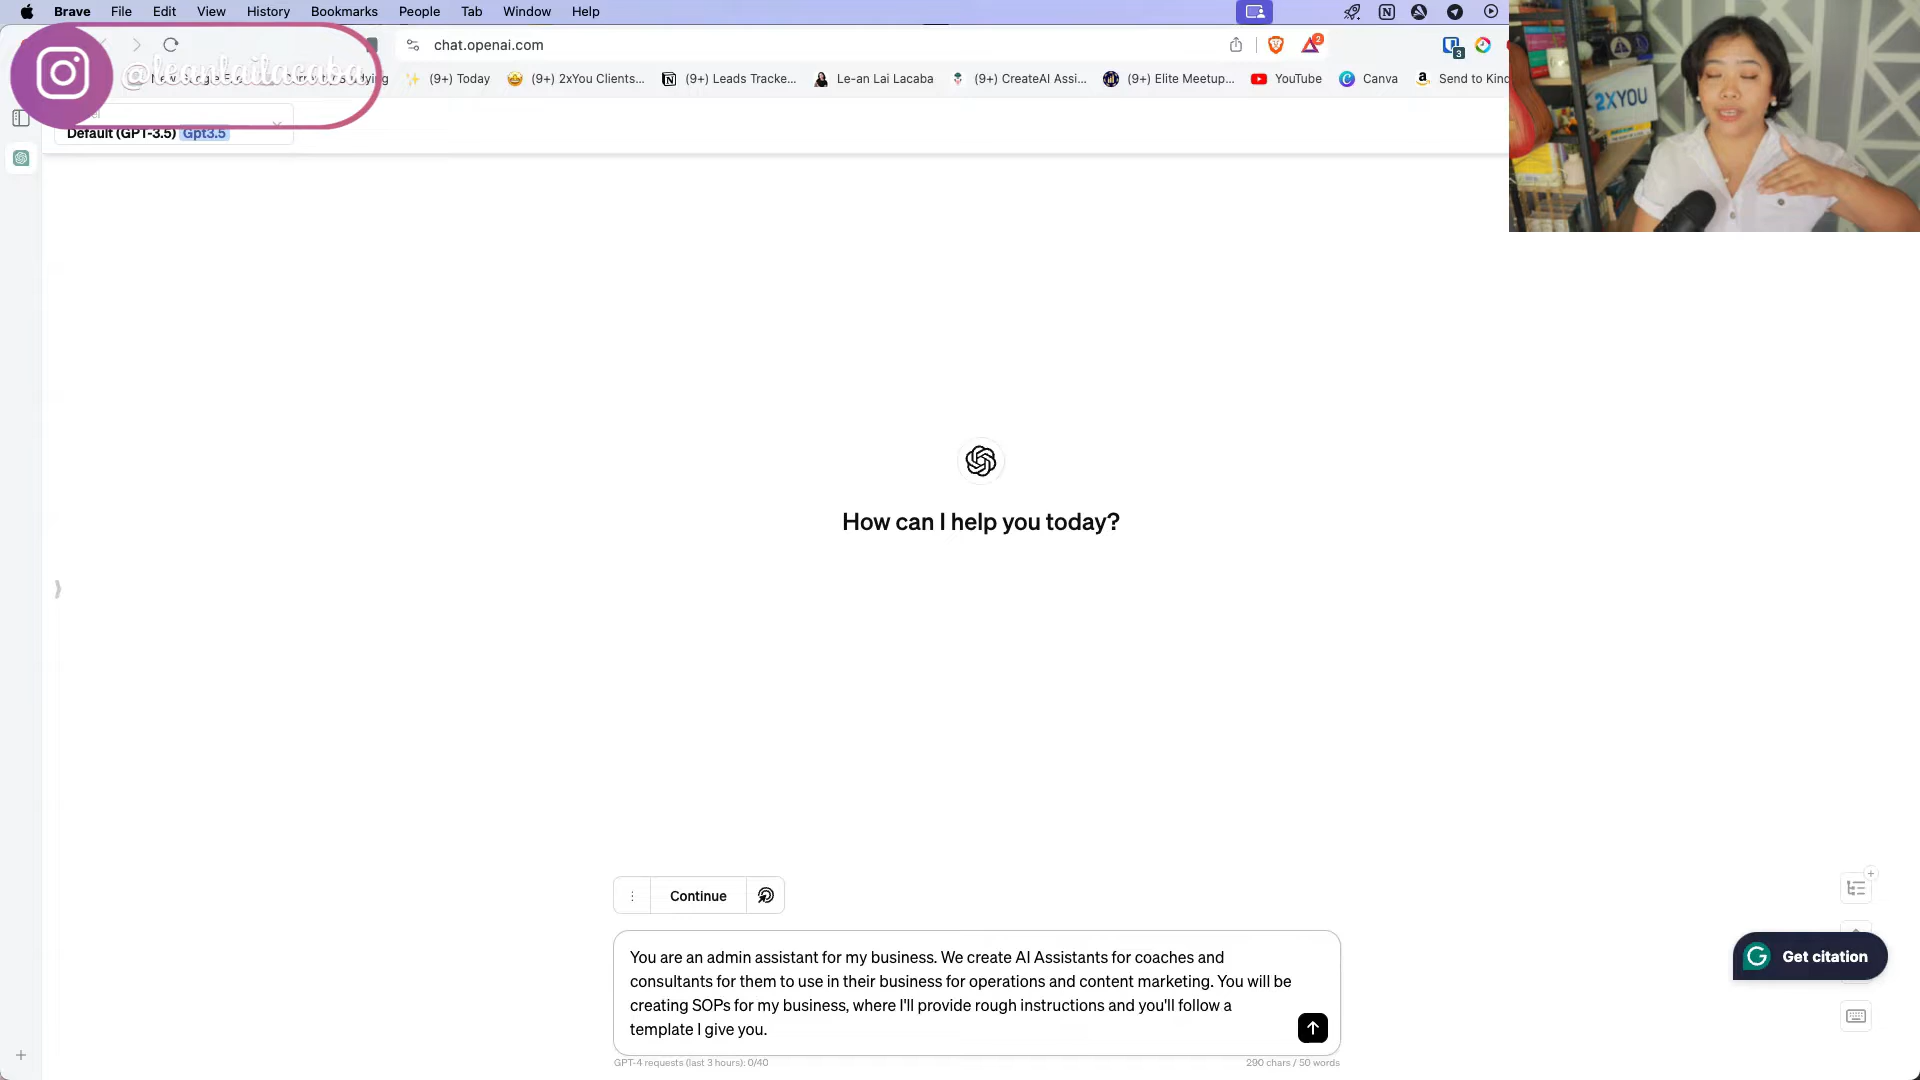 Brave File Edit View History Bookmarks People Tab Window Help
chat.openai.com
2
3
@leanlailacaba
(9+) Today
(9+) 2xYou Clients...
(9+) Leads Tracke...
Le-an Lai Lacaba
(9+) CreateAI Assi...
(9+) Elite Meetup...
YouTube
Canva
Send to Kind
Default (GPT-3.5) Gpt3.5
2XYOU
How can I help you today?
Continue
You are an admin assistant for my business. We create AI Assistants for coaches and
consultants for them to use in their business for operations and content marketing. You will be
creating SOPs for my business, where I'll provide rough instructions and you'll follow a
template I give you.
GPT-4 requests (last 3 hours): 0/40
290 chars / 50 words
Get citation